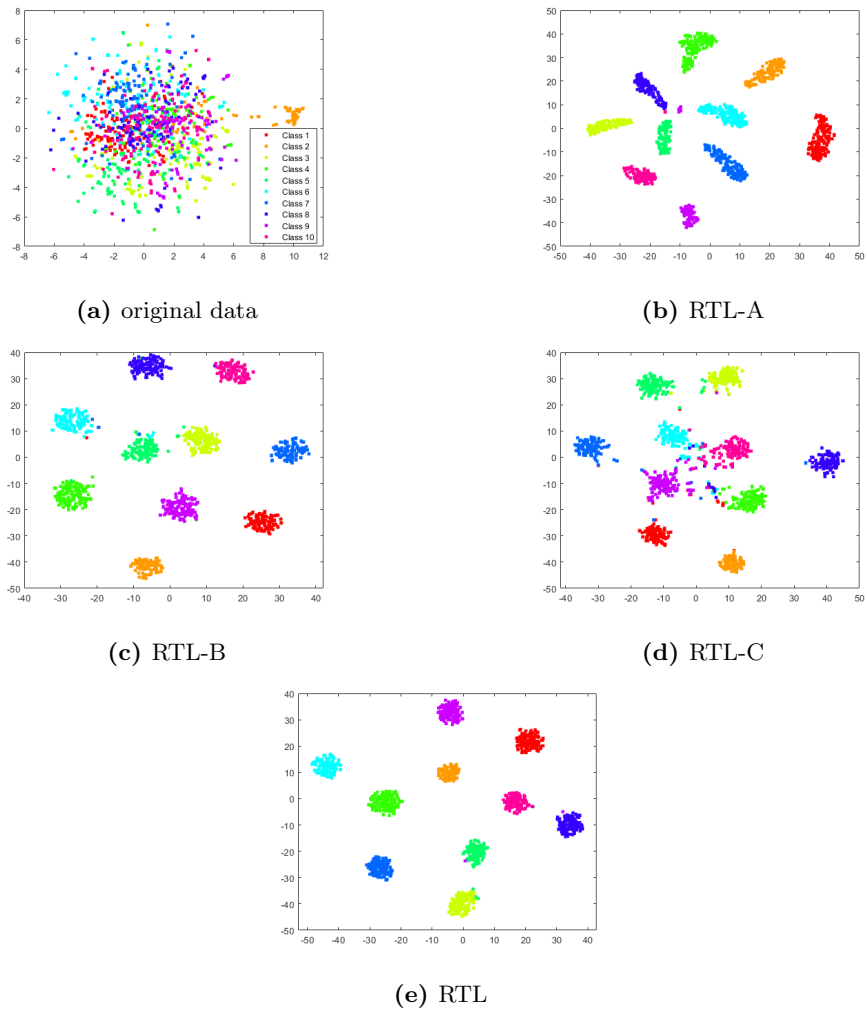 8
6
4
2
0
-2
-4
-6
-8
-8 -6 -4 -2 0 2 4 6 8 10 12
Class 1
Class 2
Class 3
Class 4
Class 5
Class 6
Class 7
Class 8
Class 9
Class 10
(a) original data
50
40
30
20
10
0
-10
-20
-30
-40
-50
-50 -40 -30 -20 -10 0 10 20 30 40 50
(b) RTL-A
40
30
20
10
0
-10
-20
-30
-40
-50
-40 -30 -20 -10 0 10 20 30 40
(c) RTL-B
40
30
20
10
0
-10
-20
-30
-40
-50
-40 -30 -20 -10 0 10 20 30 40 50
(d) RTL-C
40
30
20
10
0
-10
-20
-30
-40
-50
-50 -40 -30 -20 -10 0 10 20 30 40
(e) RTL